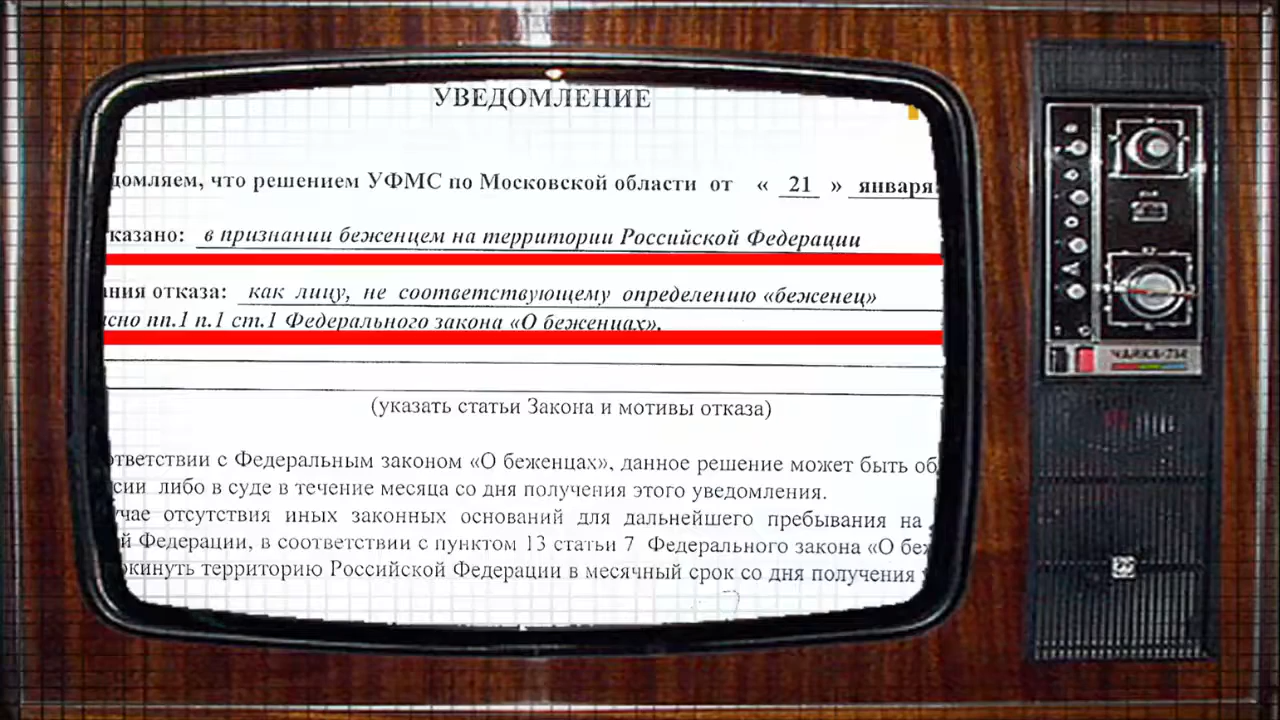 УВЕДОМЛЕНИЕ
домляем, что решением УФМС по Московской области от « 21 » января
казано: в признании беженцем на территории Российской Федерации
ния отказа: как лицу, не соответствующему определению «беженец»
сно пп.1 п.1 ст.1 Федерального закона «О беженцах».
(указать статьи Закона и мотивы отказа)
ответствии с Федеральным законом «О беженцах», данное решение может быть об
сии либо в суде в течение месяца со дня получения этого уведомления.
учае отсутствия иных законных оснований для дальнейшего пребывания на
й Федерации, в соответствии с пунктом 13 статьи 7 Федерального закона «О беж
окинуть территорию Российской Федерации в месячный срок со дня получения
ЧАЙКА-714